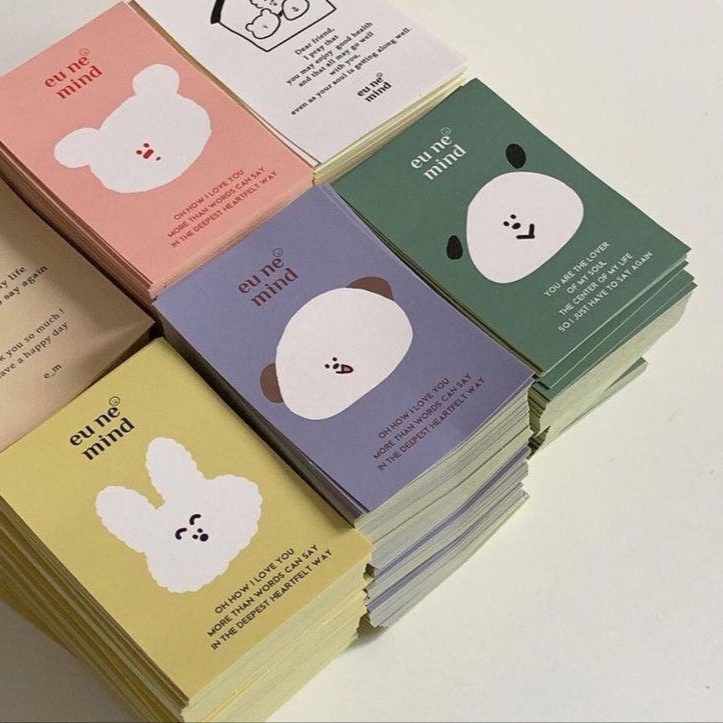 eu ne
mind
OH HOW I LOVE YOU
MORE THAN WORDS CAN SAY
IN THE DEEPEST HEARTFELT WAY
Dear friend,
I pray that
you may enjoy good health
and that all may go well
with you,
even as your soul is getting along well.
eu ne
mind
eu ne
mind
YOU ARE THE LOVER
OF MY SOUL
THE CENTER OF MY LIFE
SO I JUST HAVE TO SAY AGAIN
eu ne
mind
OH HOW I LOVE YOU
MORE THAN WORDS CAN SAY
IN THE DEEPEST HEARTFELT WAY
y life
o say again
k you so much !
ave a happy day
e_m
eu ne
mind
OH HOW I LOVE YOU
MORE THAN WORDS CAN SAY
IN THE DEEPEST HEARTFELT WAY